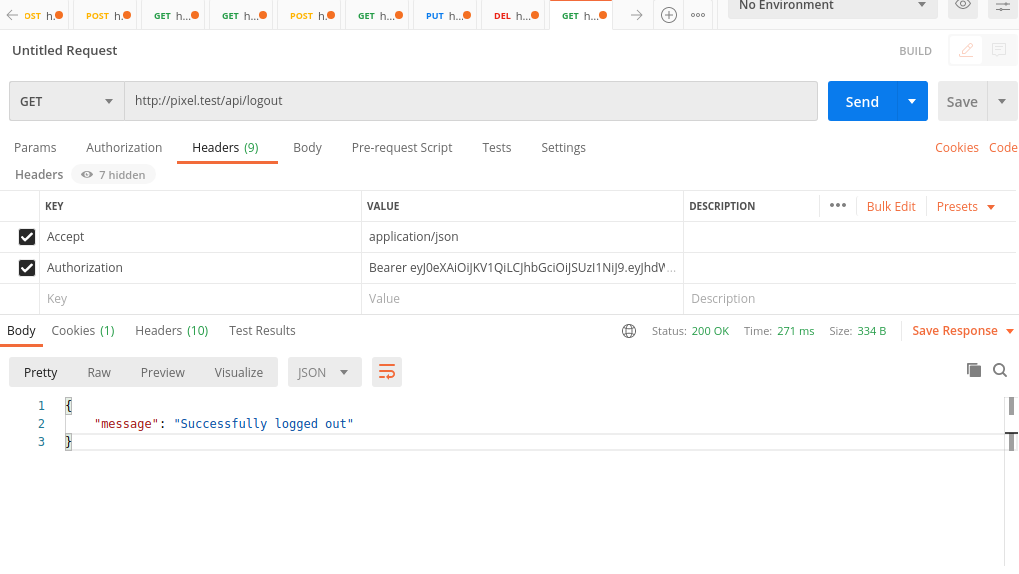 OST h. POST h. GET h... GET h... POST h. GET h... PUT h... DEL h... GET h... No Environment
Untitled Request BUILD
GET http://pixel.test/api/logout Send Save
Params Authorization Headers (9) Body Pre-request Script Tests Settings Cookies Code
Headers 7 hidden
KEY VALUE DESCRIPTION ••• Bulk Edit Presets
Accept application/json
Authorization Bearer eyJ0eXAiOiJKV1QiLCJhbGciOiJSUzI1NiJ9.eyJhdW...
Key Value Description
Body Cookies (1) Headers (10) Test Results Status: 200 OK Time: 271 ms Size: 334 B Save Response
Pretty Raw Preview Visualize JSON
1 {
2 "message": "Successfully logged out"
3 }